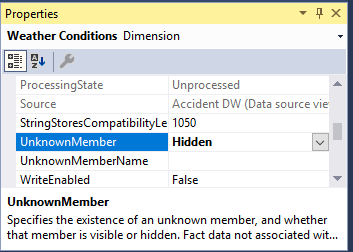 Properties
Weather Conditions Dimension
ProcessingState Unprocessed
Source Accident DW (Data source vie
StringStoresCompatibilityLe 1050
UnknownMember Hidden
UnknownMemberName
WriteEnabled False
UnknownMember
Specifies the existence of an unknown member, and whether
that member is visible or hidden. Fact data not associated wit...